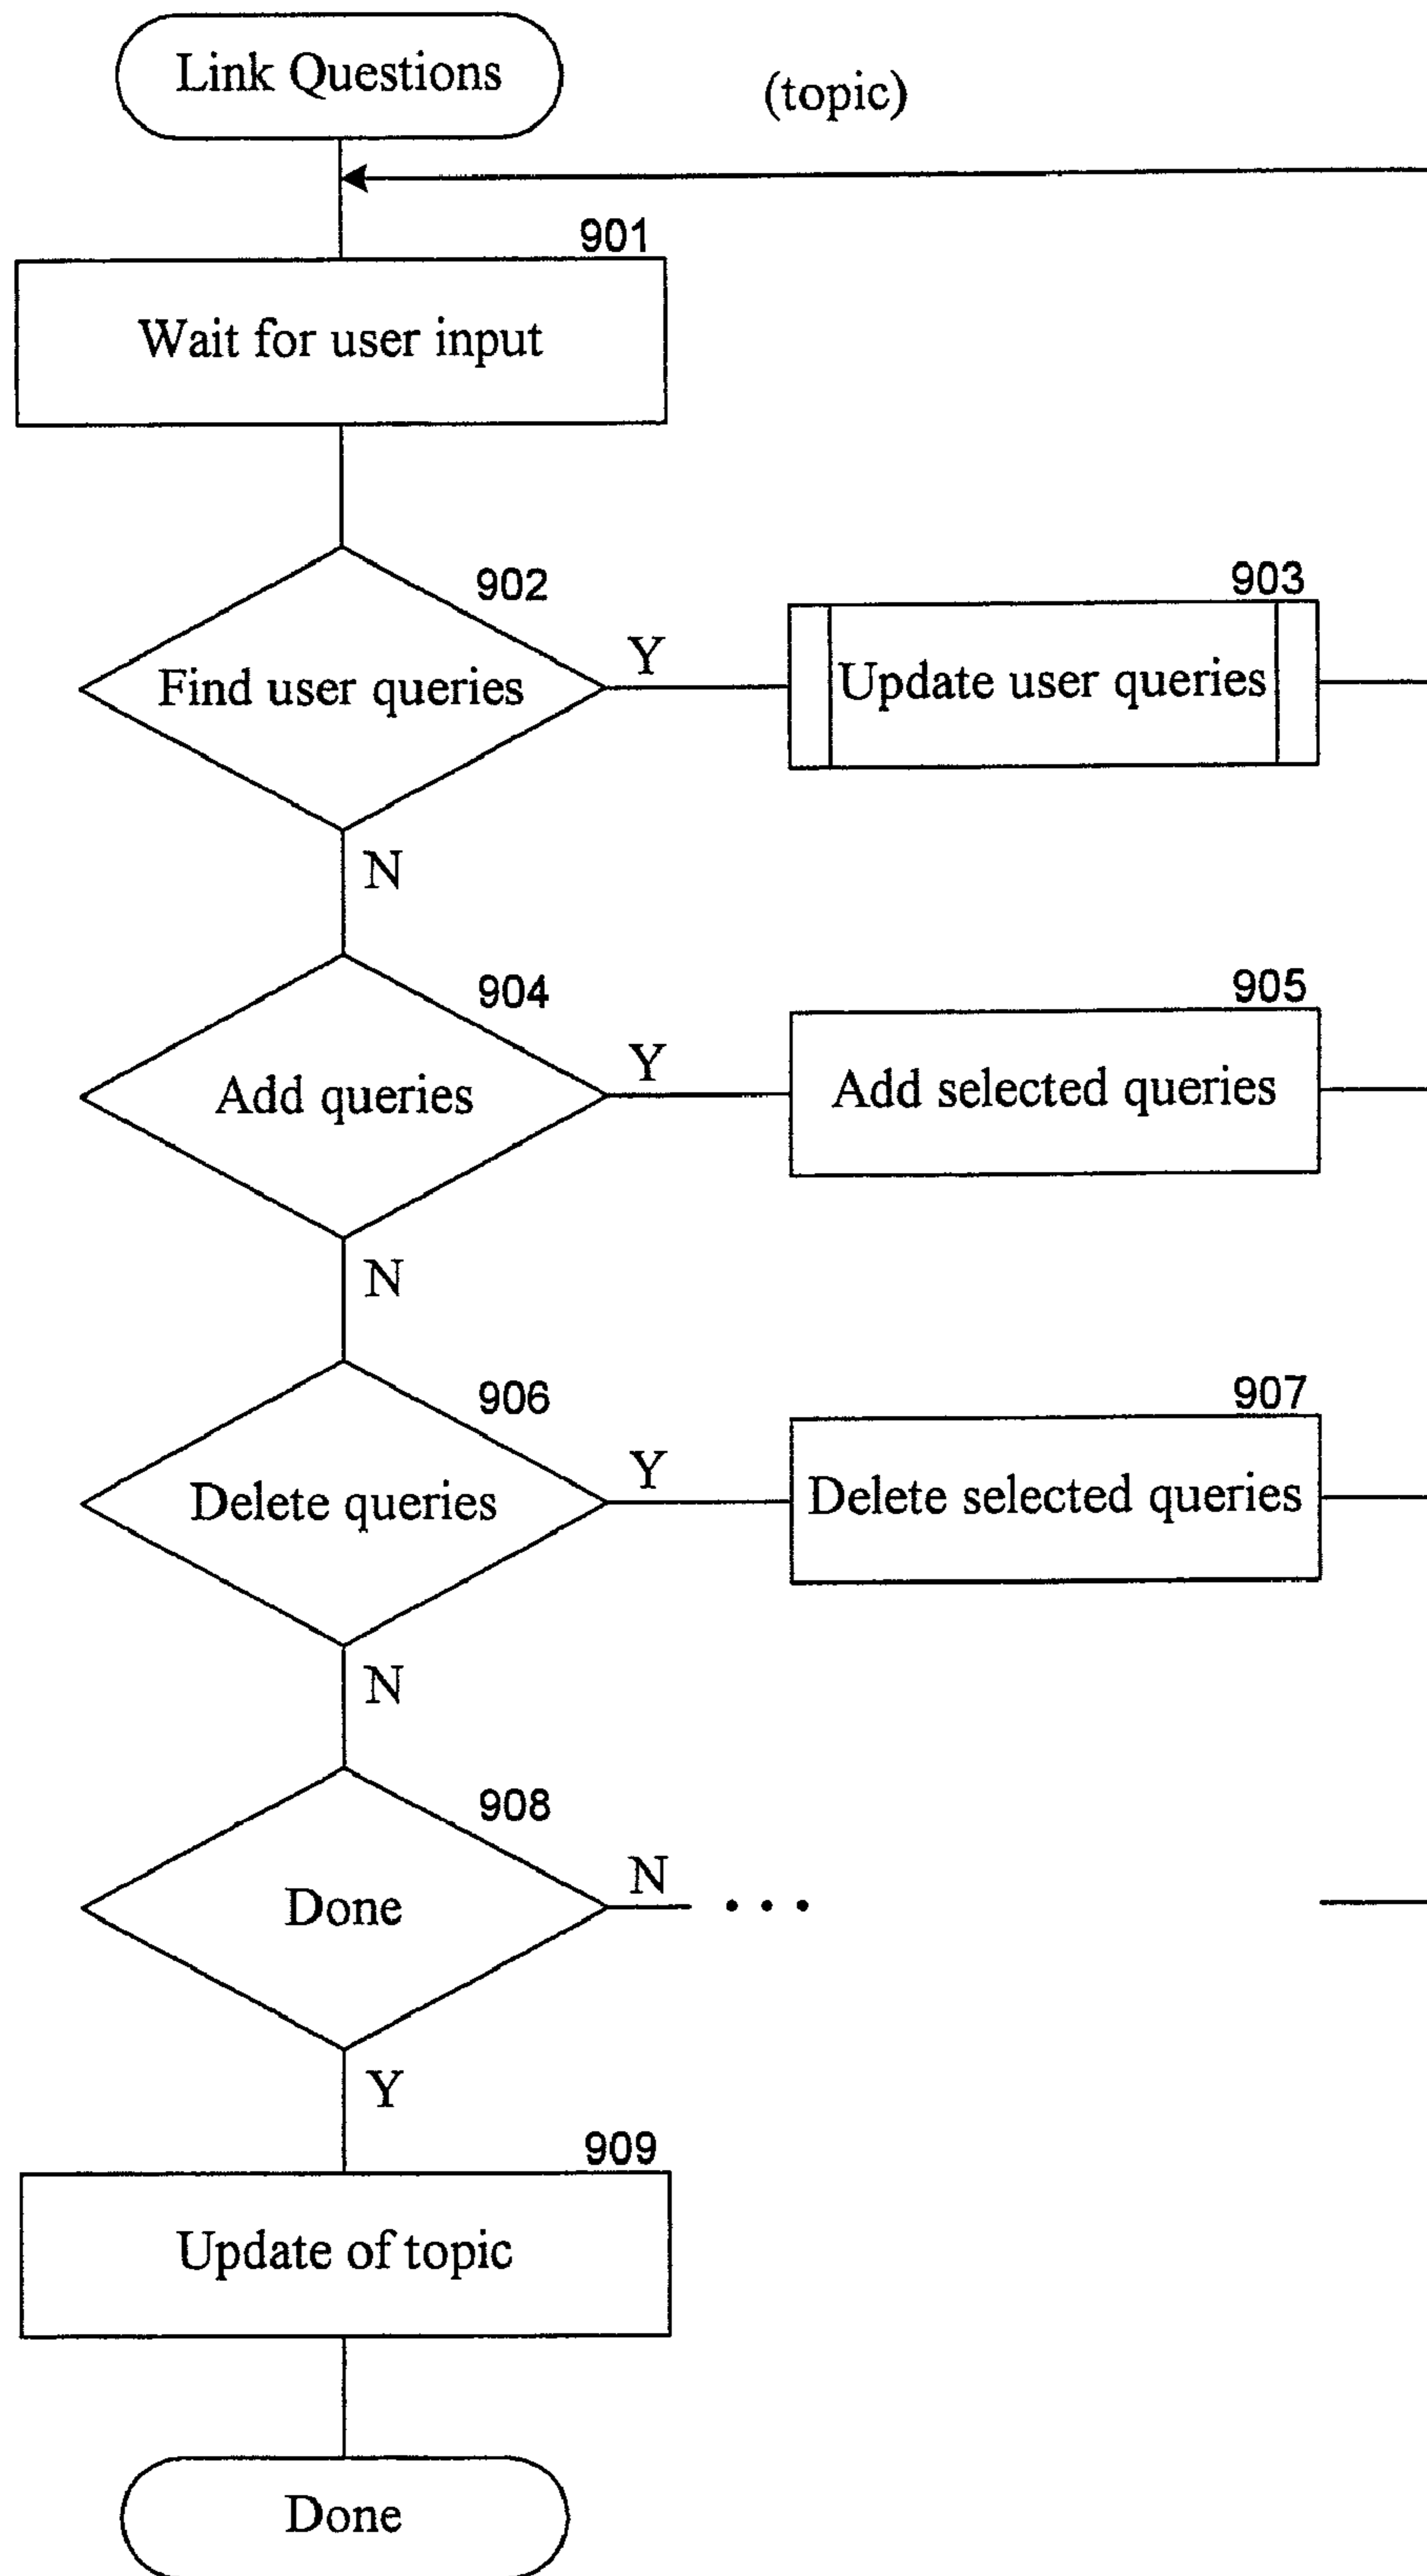 Link Questions
(topic)
901
Wait for user input
902
Find user queries
Y
903
Update user queries
N
904
Add queries
Y
905
Add selected queries
N
906
Delete queries
Y
907
Delete selected queries
N
908
Done
N
. . .
Y
909
Update of topic
Done